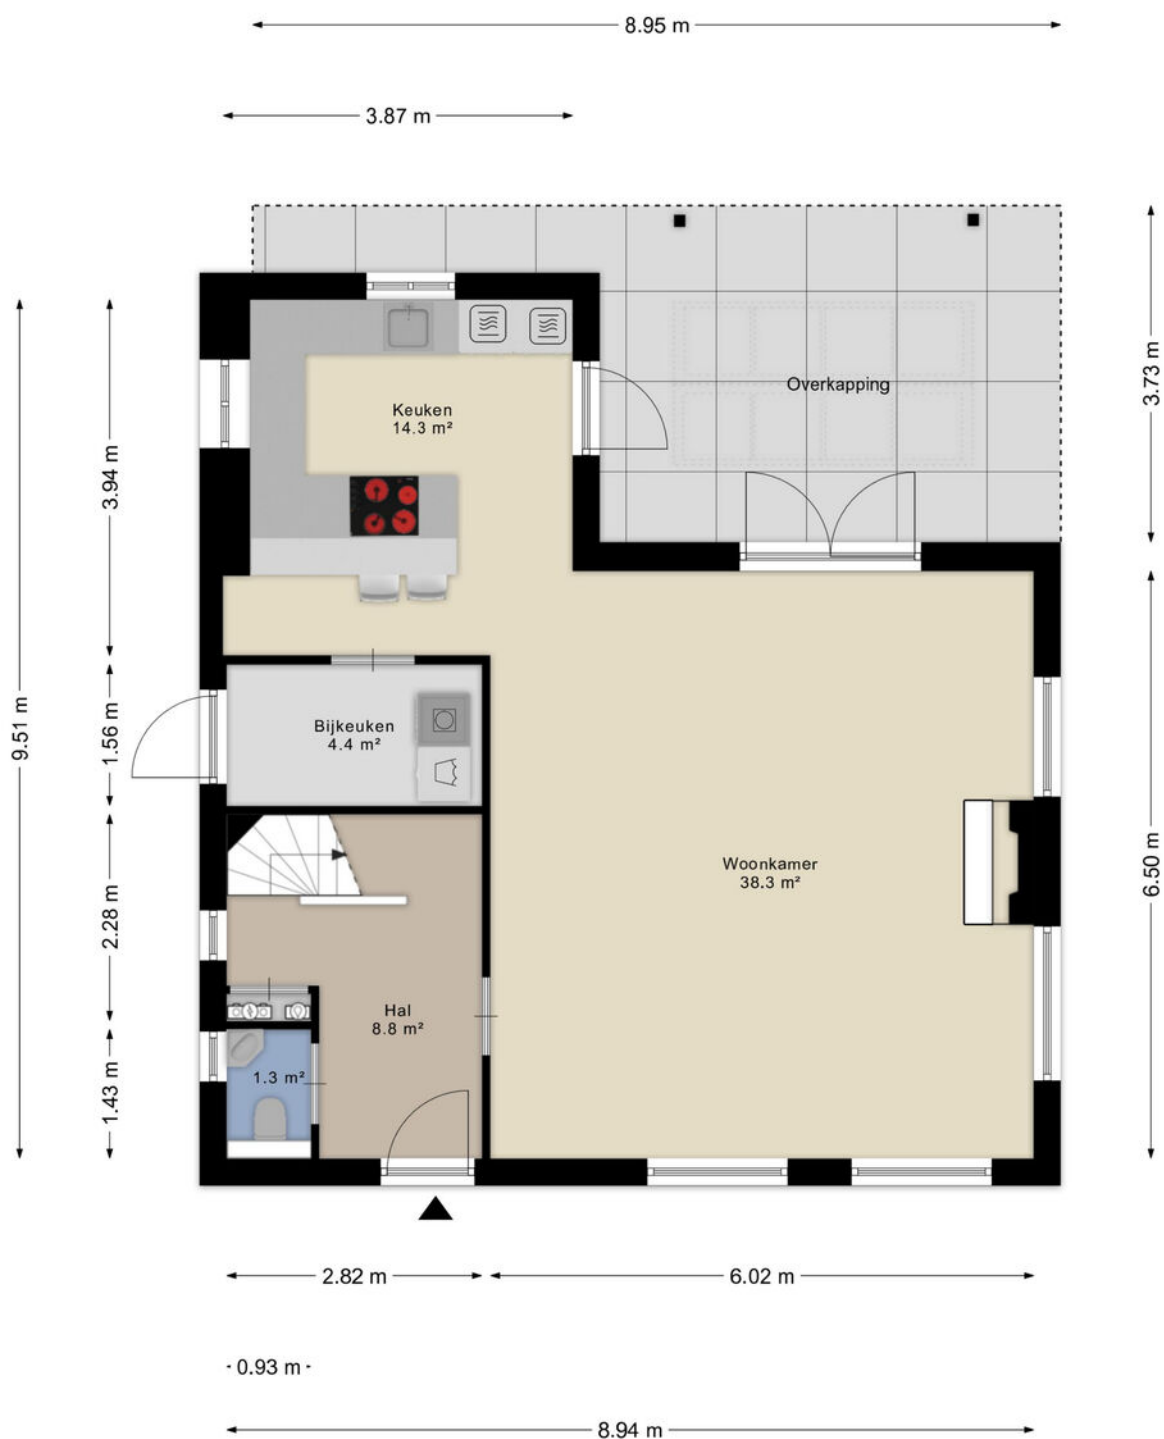 8.95 m
3.87 m
Overkapping
3.73 m
Keuken
14.3 m²
3.94 m
9.51 m
1.56 m
Bijkeuken
4.4 m²
Woonkamer
38.3 m²
6.50 m
2.28 m
Hal
8.8 m²
1.3 m²
1.43 m
2.82 m
6.02 m
0.93 m
8.94 m